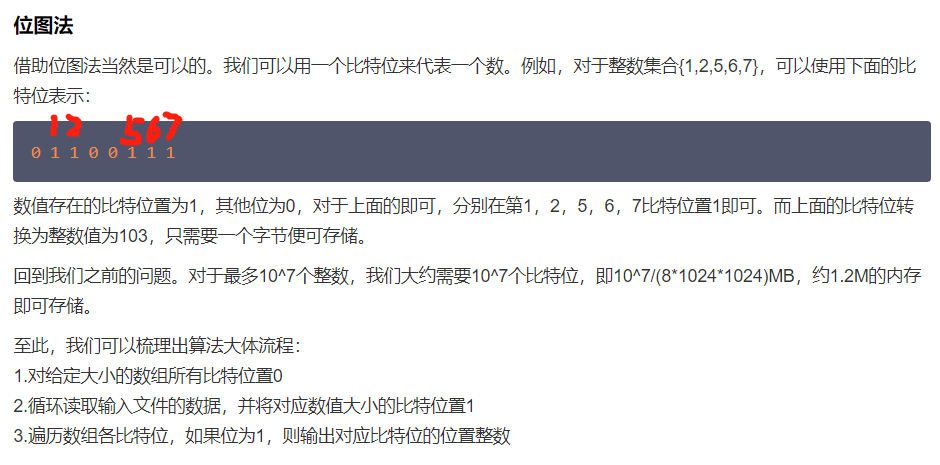 位图法
借助位图法当然是可以的。我们可以用一个比特位来代表一个数。例如，对于整数集合{1,2,5,6,7}，可以使用下面的比
特位表示：
1 2 5 6 7
0 1 1 0 0 1 1 1
数值存在的比特位置为1，其他位为0，对于上面的即可，分别在第1，2，5，6，7比特位置1即可。而上面的比特位转
换为整数值为103，只需要一个字节便可存储。
回到我们之前的问题。对于最多10^7个整数，我们大约需要10^7个比特位，即10^7/(8*1024*1024)MB，约1.2M的内存
即可存储。
至此，我们可以梳理出算法大体流程：
1.对给定大小的数组所有比特位置0
2.循环读取输入文件的数据，并将对应数值大小的比特位置1
3.遍历数组各比特位，如果位为1，则输出对应比特位的位置整数